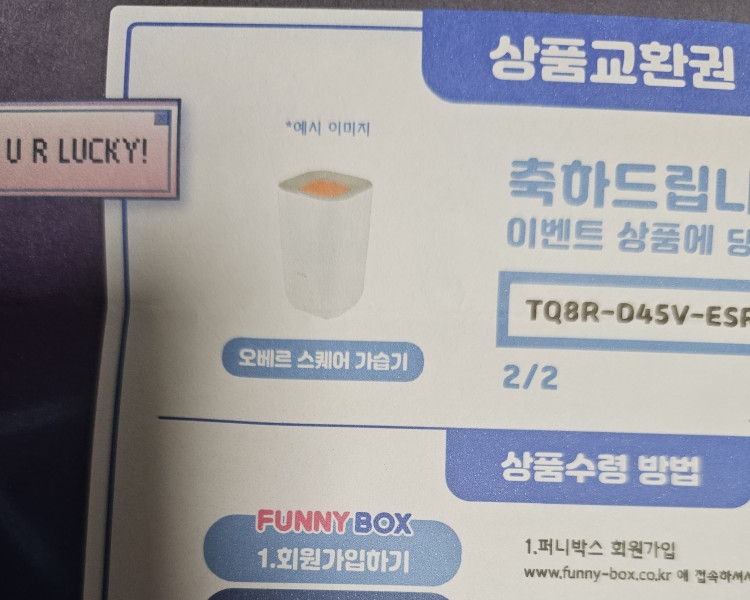 상품교환권
U R LUCKY!
*예시 이미지
축하드립니
이벤트 상품에
TQ8R-D45V-ESP
오베르 스퀘어 가습기
2/2
상품수령 방법
FUNNY BOX
1.회원가입하기
1.퍼니박스 회원가입
www.funny-box.co.kr 에 접속하셔서